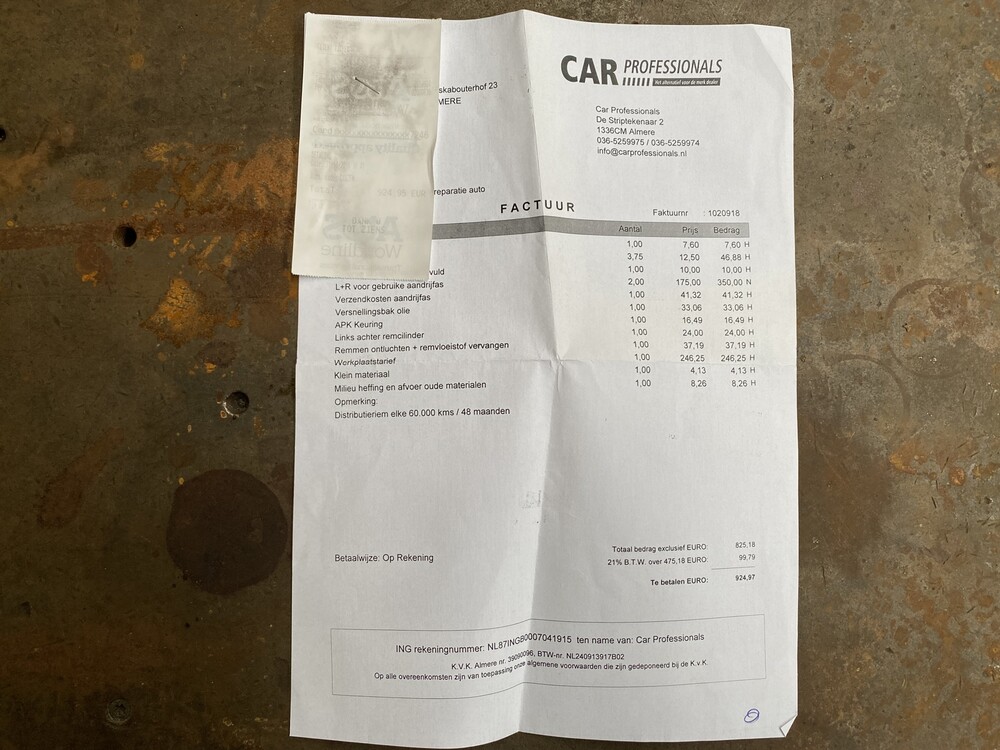 CAR PROFESSIONALS
Het alternatief voor de merk dealer
skabouterhof 23
MERE
Car Professionals
De Striptekenaar 2
1336CM Almere
036-5259975 / 036-5259974
info@carprofessionals.nl
reparatie auto
FACTUUR
Faktuurnr : 1020918
Aantal Prijs Bedrag
1,00 7,60 7,60 H
3,75 12,50 46,88 H
vuld 1,00 10,00 10,00 H
L+R voor gebruike aandrijfas 2,00 175,00 350,00 N
Verzendkosten aandrijfas 1,00 41,32 41,32 H
Versnellingsbak olie 1,00 33,06 33,06 H
APK Keuring 1,00 16,49 16,49 H
Links achter remcilinder 1,00 24,00 24,00 H
Remmen ontluchten + remvloeistof vervangen 1,00 37,19 37,19 H
Werkplaatstarief 1,00 246,25 246,25 H
Klein materiaal 1,00 4,13 4,13 H
Milieu heffing en afvoer oude materialen 1,00 8,26 8,26 H
Opmerking:
Distributieriem elke 60.000 kms / 48 maanden
Betaalwijze: Op Rekening
Totaal bedrag exclusief EURO: 825,18
21% B.T.W. over 475,18 EURO: 99,79
Te betalen EURO: 924,97
ING rekeningnummer: NL87INGB0007041915 ten name van: Car Professionals
K.V.K. Almere nr. 39090096, BTW-nr. NL240913917B02
Op alle overeenkomsten zijn van toepassing onze algemene voorwaarden die zijn gedeponeerd bij de K.v.K.